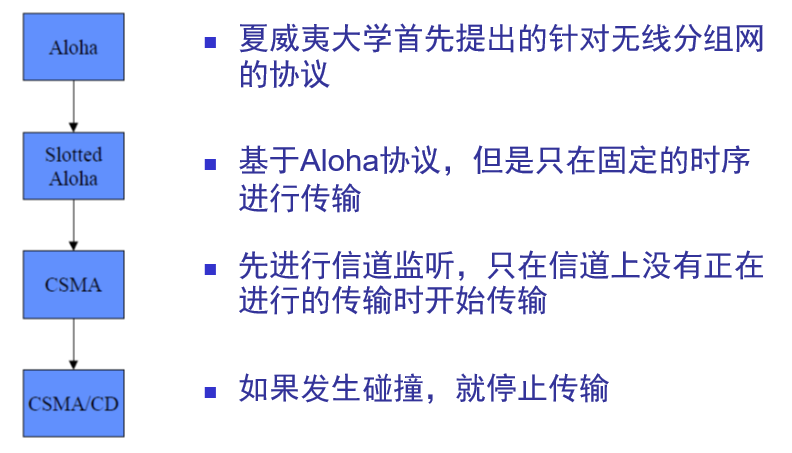 Aloha
夏威夷大学首先提出的针对无线分组网
的协议
Slotted
Aloha
基于Aloha协议，但是只在固定的时序
进行传输
CSMA
先进行信道监听，只在信道上没有正在
进行的传输时开始传输
CSMA/CD
如果发生碰撞，就停止传输